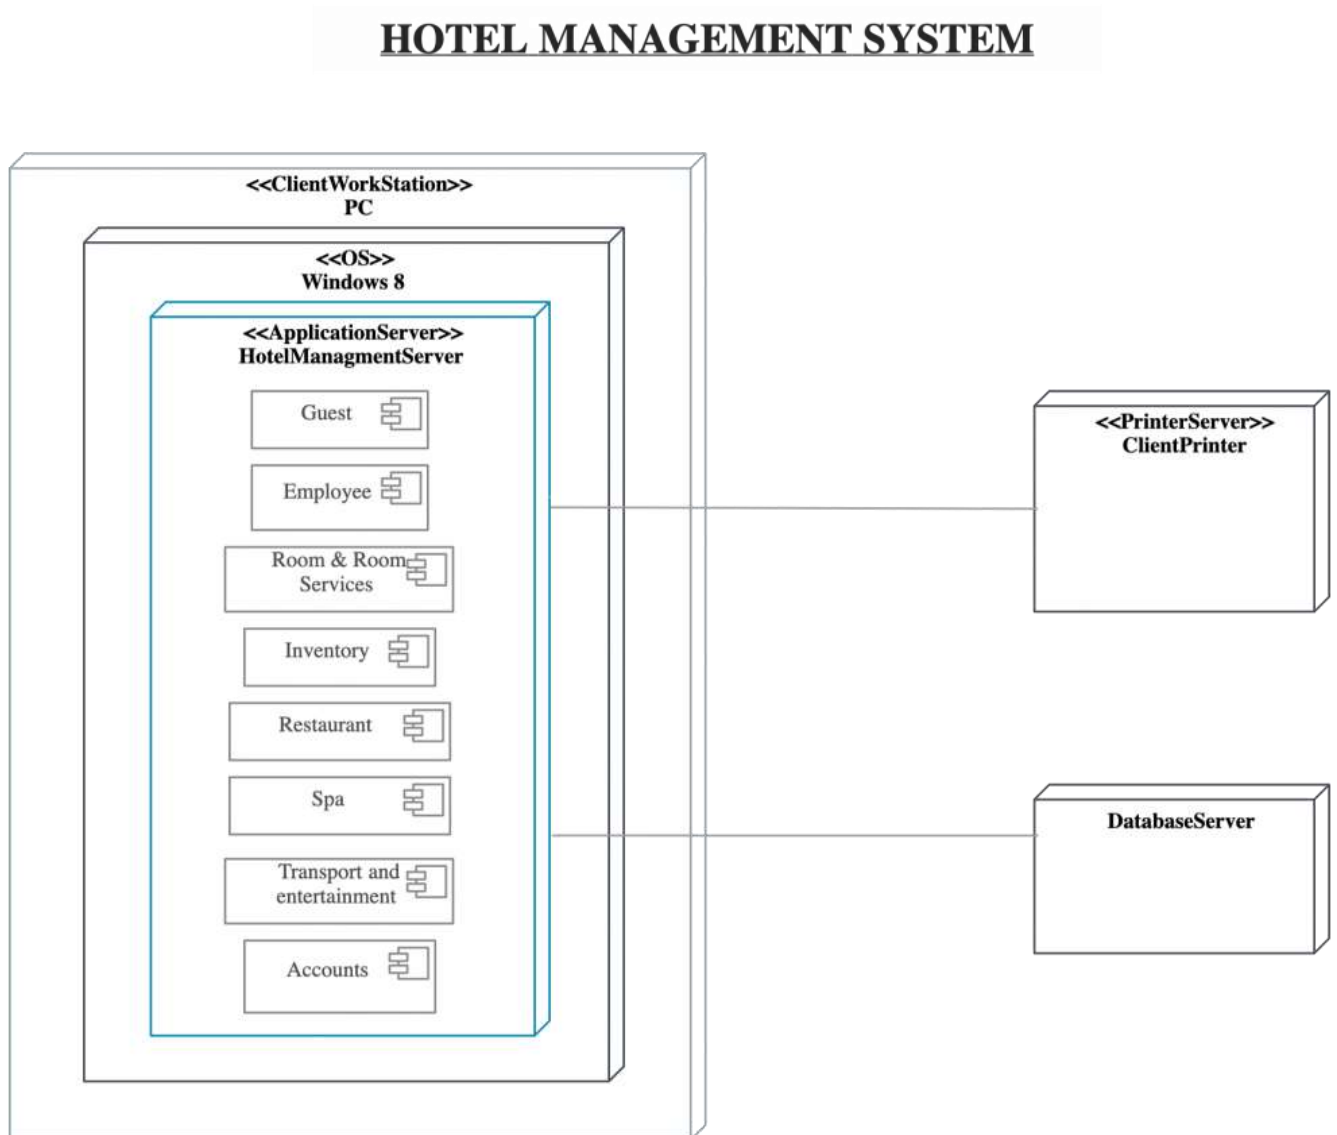 HOTEL MANAGEMENT SYSTEM
<<ClientWorkStation>>
PC
<<OS>>
Windows 8
<<ApplicationServer>>
HotelManagmentServer
Guest
Employee
Room & Room
Services
Inventory
Restaurant
Spa
Transport and
entertainment
Accounts
<<PrinterServer>>
ClientPrinter
DatabaseServer